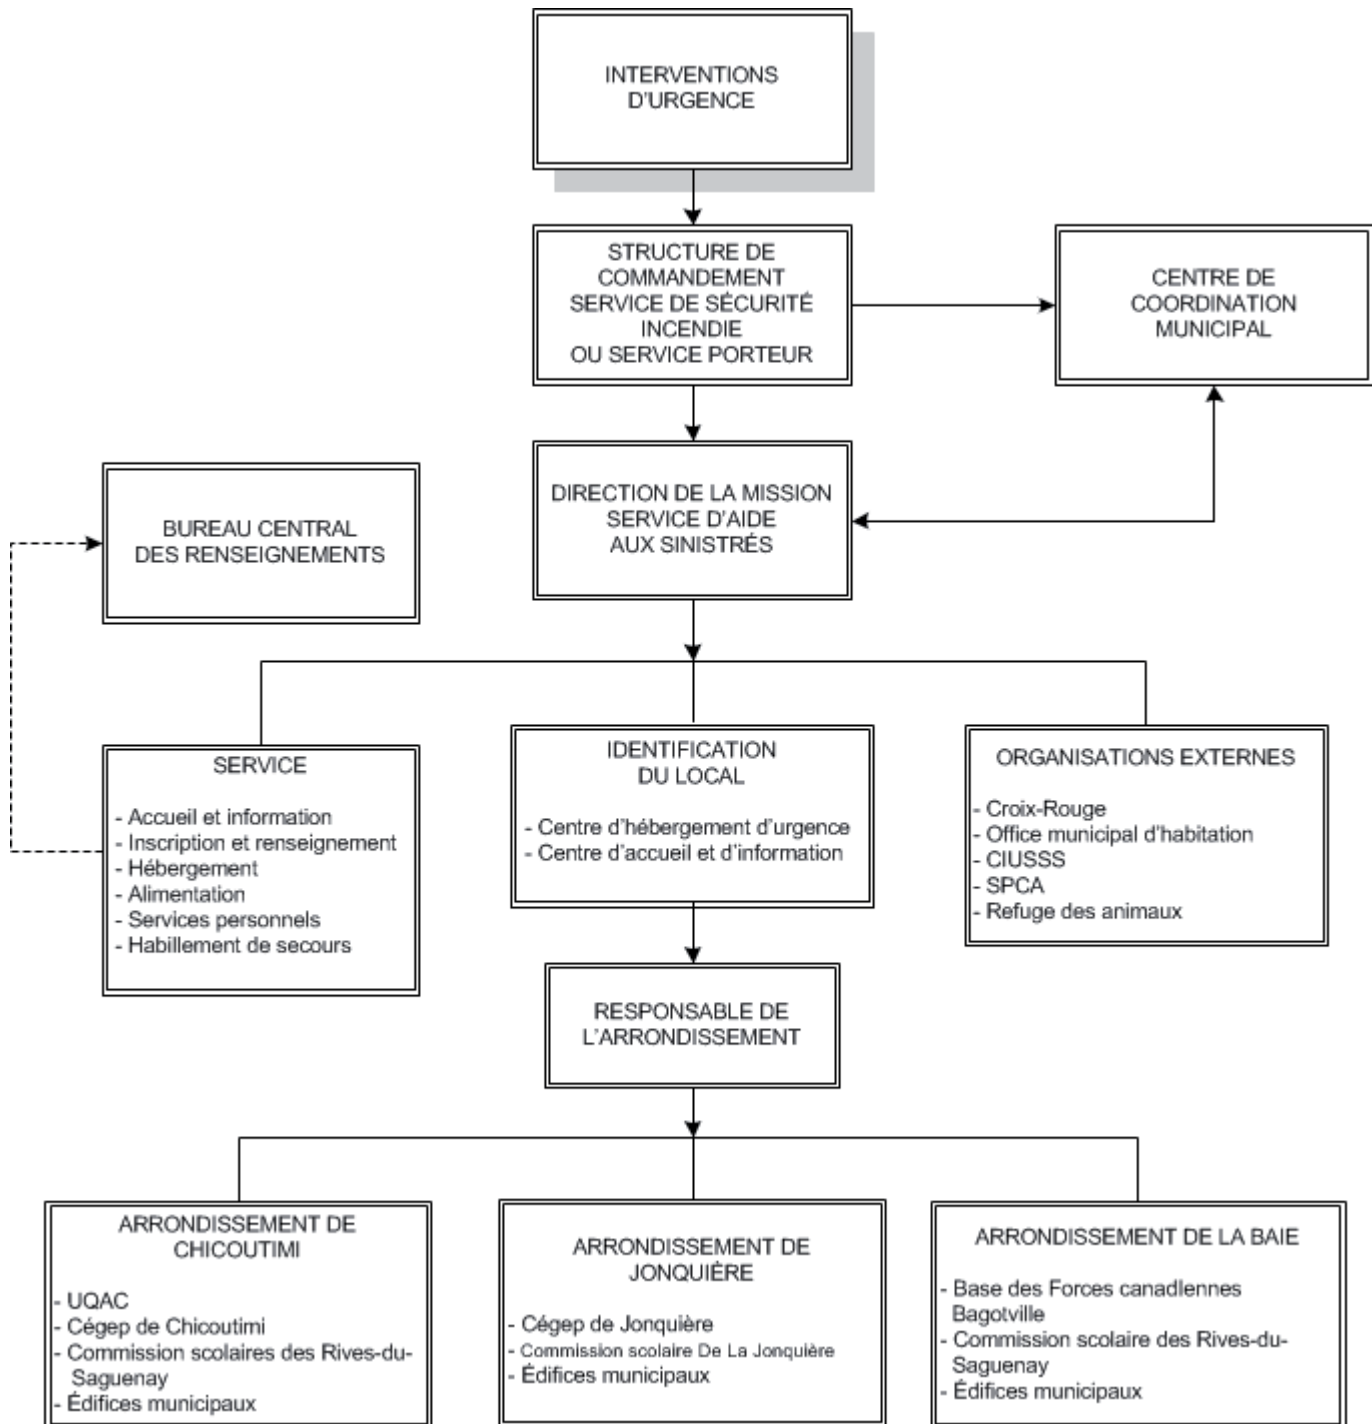 INTERVENTIONS
D'URGENCE
STRUCTURE DE
COMMANDEMENT
SERVICE DE SÉCURITÉ
INCENDIE
OU SERVICE PORTEUR
CENTRE DE
COORDINATION
MUNICIPAL
DIRECTION DE LA MISSION
SERVICE D'AIDE
AUX SINISTRÉS
BUREAU CENTRAL
DES RENSEIGNEMENTS
SERVICE
- Accueil et information
- Inscription et renseignement
- Hébergement
- Alimentation
- Services personnels
- Habillement de secours
IDENTIFICATION
DU LOCAL
- Centre d'hébergement d'urgence
- Centre d'accueil et d'information
ORGANISATIONS EXTERNES
- Croix-Rouge
- Office municipal d'habitation
- CIUSSS
- SPCA
- Refuge des animaux
RESPONSABLE DE
L'ARRONDISSEMENT
ARRONDISSEMENT DE
CHICOUTIMI
- UQAC
- Cégep de Chicoutimi
- Commission scolaires des Rives-du-
Saguenay
- Édifices municipaux
ARRONDISSEMENT DE
JONQUIÈRE
- Cégep de Jonquière
- Commission scolaire De La Jonquière
- Édifices municipaux
ARRONDISSEMENT DE LA BAIE
- Base des Forces canadIennes
Bagotville
- Commission scolaire des Rives-du-
Saguenay
- Édifices municipaux